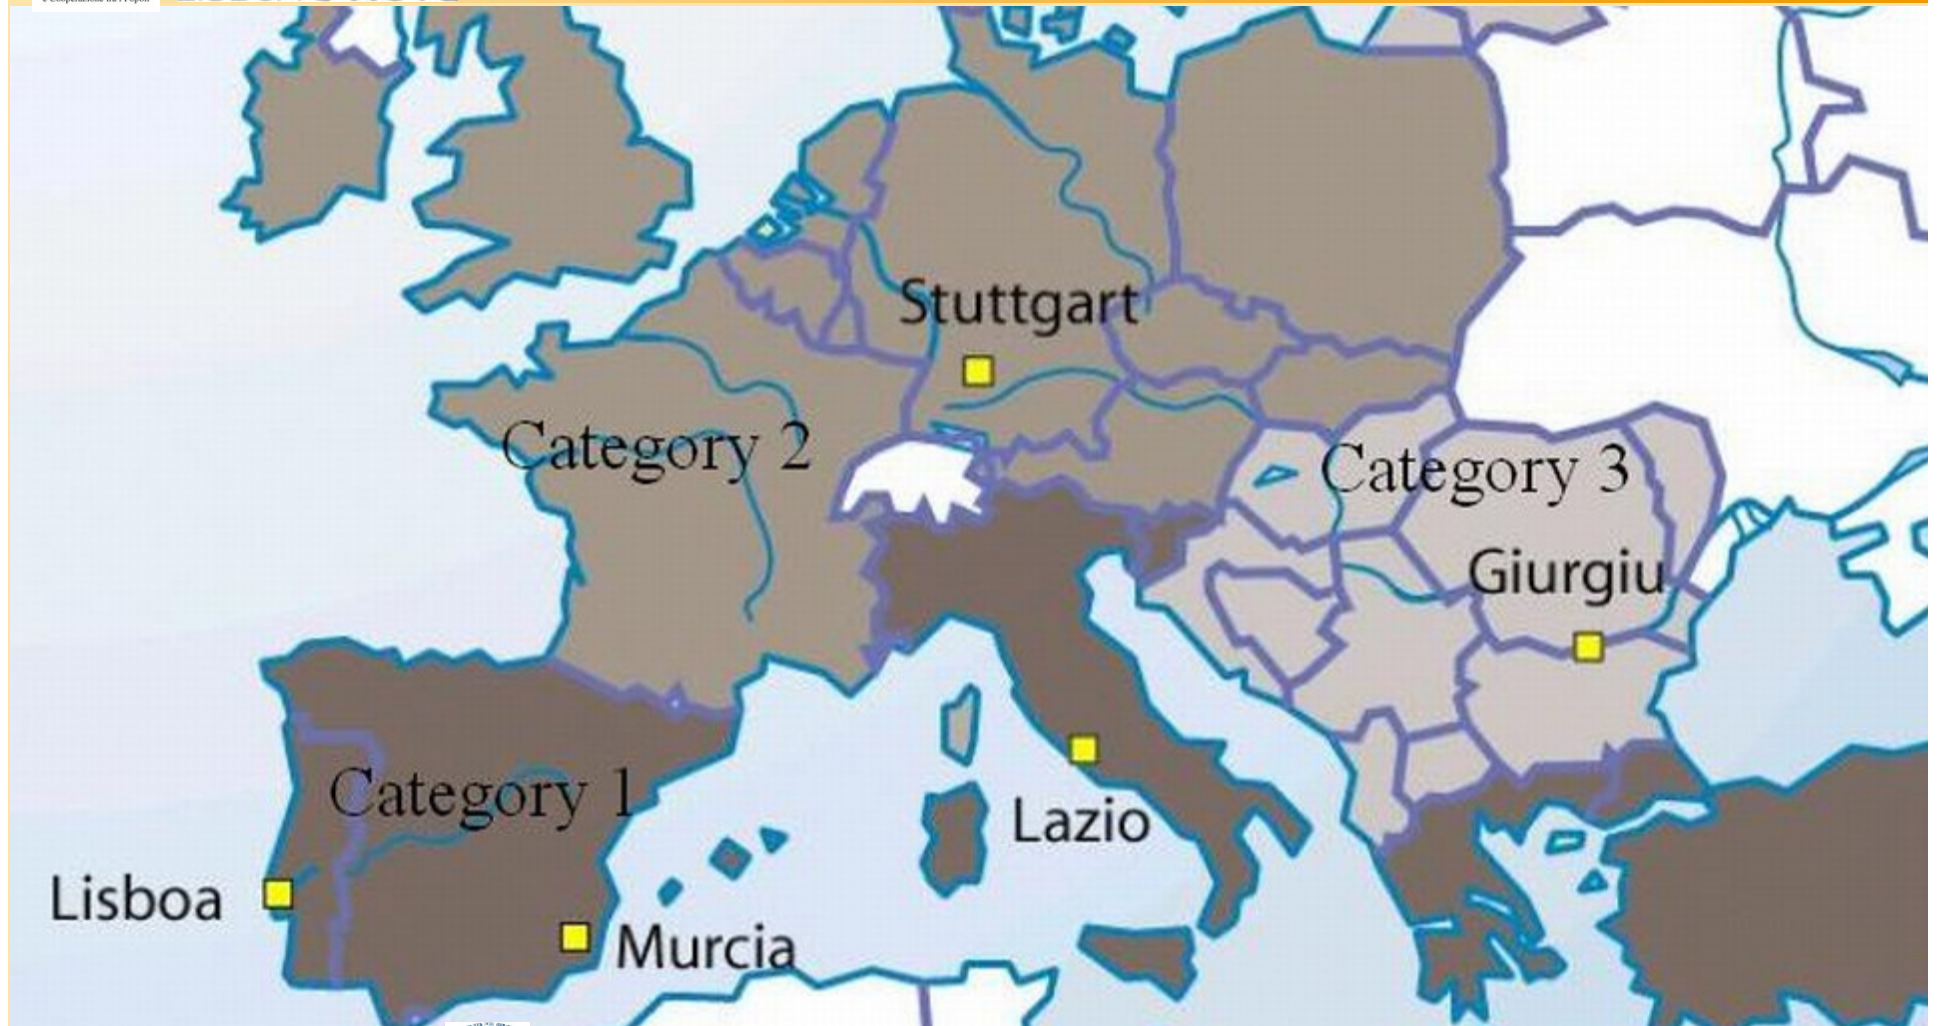 Stuttgart
Category 2
Category 3
Giurgiu
Category 1
Lazio
Lisboa
Murcia